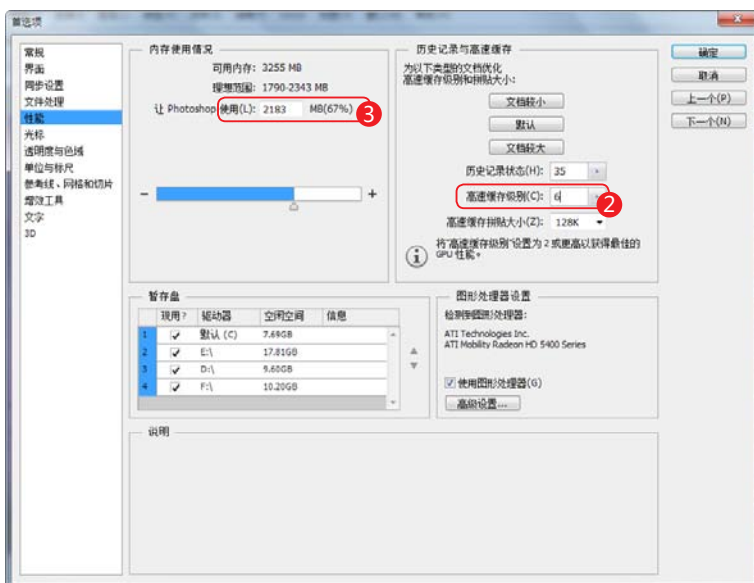 首选项
常规
界面
同步设置
文件处理
性能
光标
透明度与色域
单位与标尺
参考线、网格和切片
增效工具
文字
3D
内存使用情况
可用内存: 3255 MB
理想范围: 1790-2343 MB
让 Photoshop 使用(L): 2183 MB(67%)
3
- +
历史记录与高速缓存
为以下类型的文档优化
高速缓存级别和拼贴大小:
文档较小
默认
文档较大
历史记录状态(H): 35
高速缓存级别(C): 6
2
高速缓存拼贴大小(Z): 128K
将“高速缓存级别”设置为 2 或更高以获得最佳的
GPU 性能。
确定
取消
上一个(P)
下一个(N)
暂存盘
现用? 驱动器 空闲空间 信息
1 默认 (C) 7.69GB
2 E:\ 17.81GB
3 D:\ 9.60GB
4 F:\ 10.20GB
图形处理器设置
检测到图形处理器:
ATI Technologies Inc.
ATI Mobility Radeon HD 5400 Series
使用图形处理器(G)
高级设置...
说明